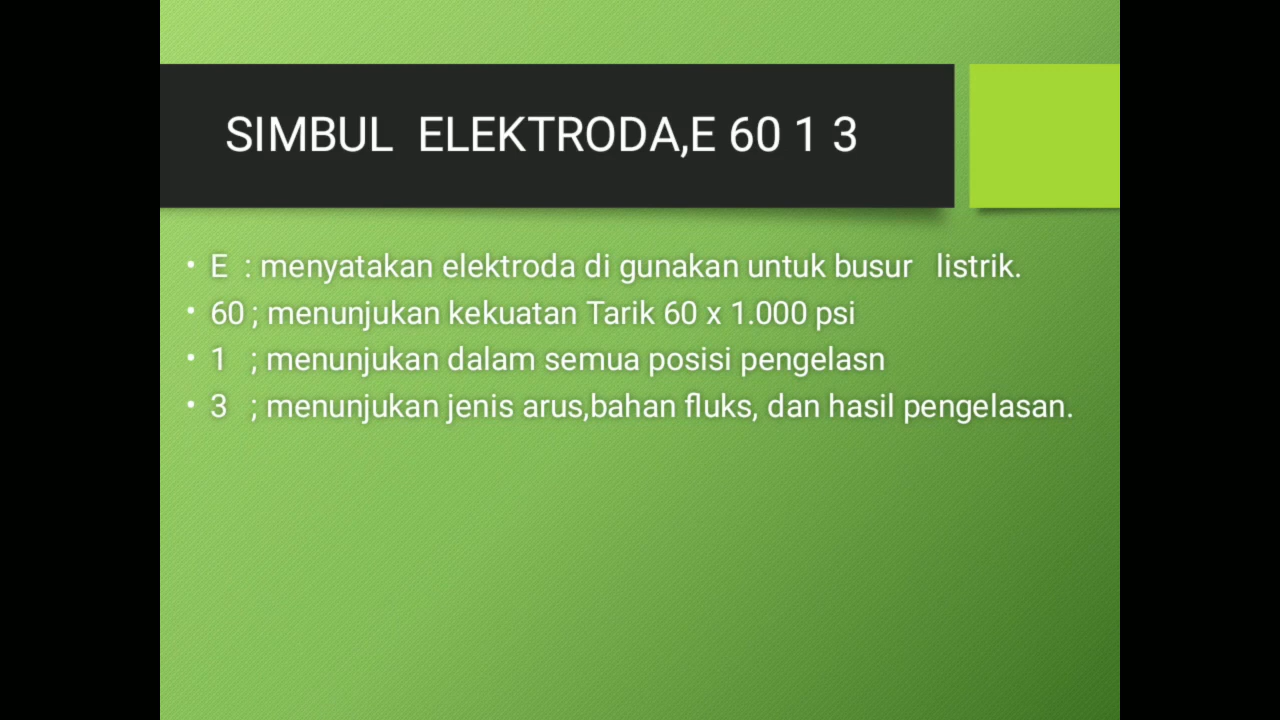 SIMBUL ELEKTRODA,E 60 1 3
• E : menyatakan elektroda di gunakan untuk busur listrik.
• 60 ; menunjukan kekuatan Tarik 60 x 1.000 psi
• 1 ; menunjukan dalam semua posisi pengelasn
• 3 ; menunjukan jenis arus,bahan fluks, dan hasil pengelasan.